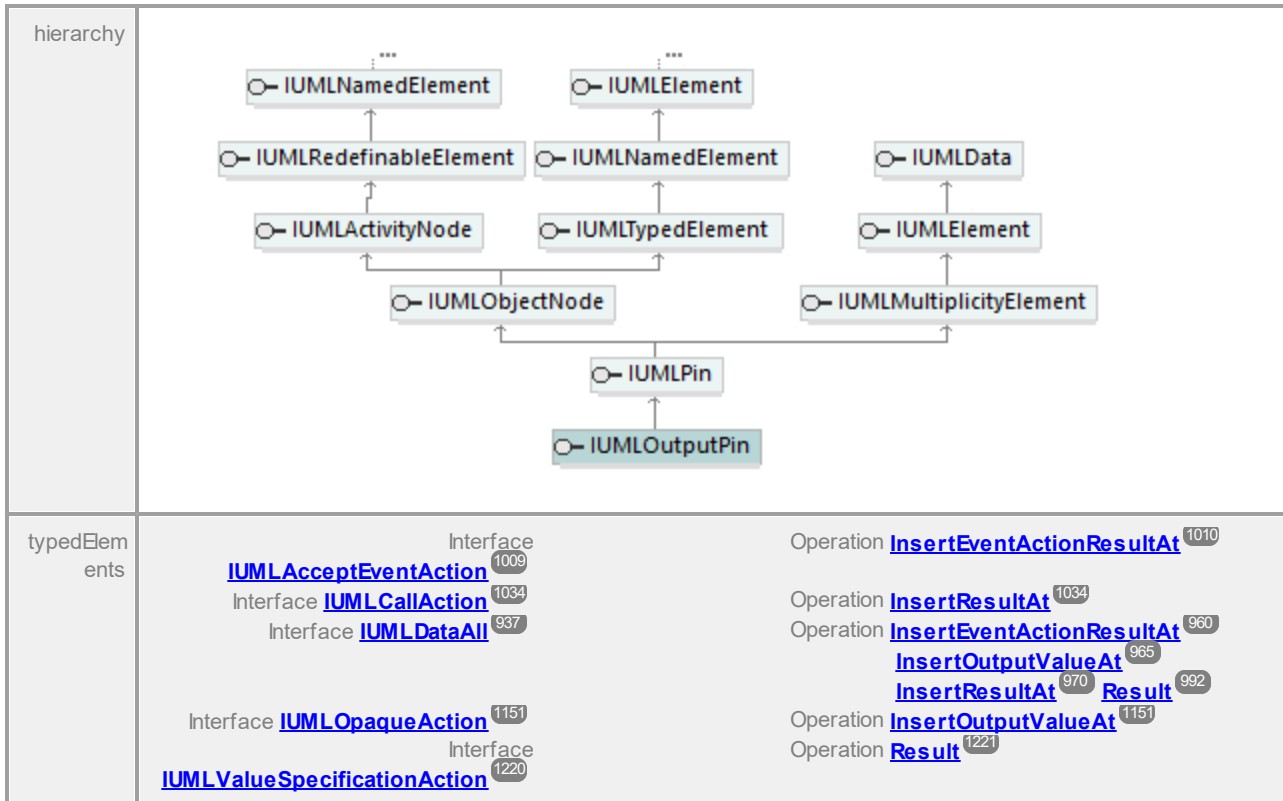 hierarchy
... ...
IUMLNamedElement IUMLElement
IUMLRedefinableElement IUMLNamedElement IUMLData
IUMLActivityNode IUMLTypedElement IUMLElement
IUMLObjectNode IUMLMultiplicityElement
IUMLPin
IUMLOutputPin
typedElem
ents
Interface Operation InsertEventActionResultAt 1010
IUMLAcceptEventAction 1009
Interface IUMLCallAction 1034 Operation InsertResultAt 1034
Interface IUMLDataAll 937 Operation InsertEventActionResultAt 960
InsertOutputValueAt 965
InsertResultAt 970 Result 992
Interface IUMLOpaqueAction 1151 Operation InsertOutputValueAt 1151
Interface Operation Result 1221
IUMLValueSpecificationAction 1220